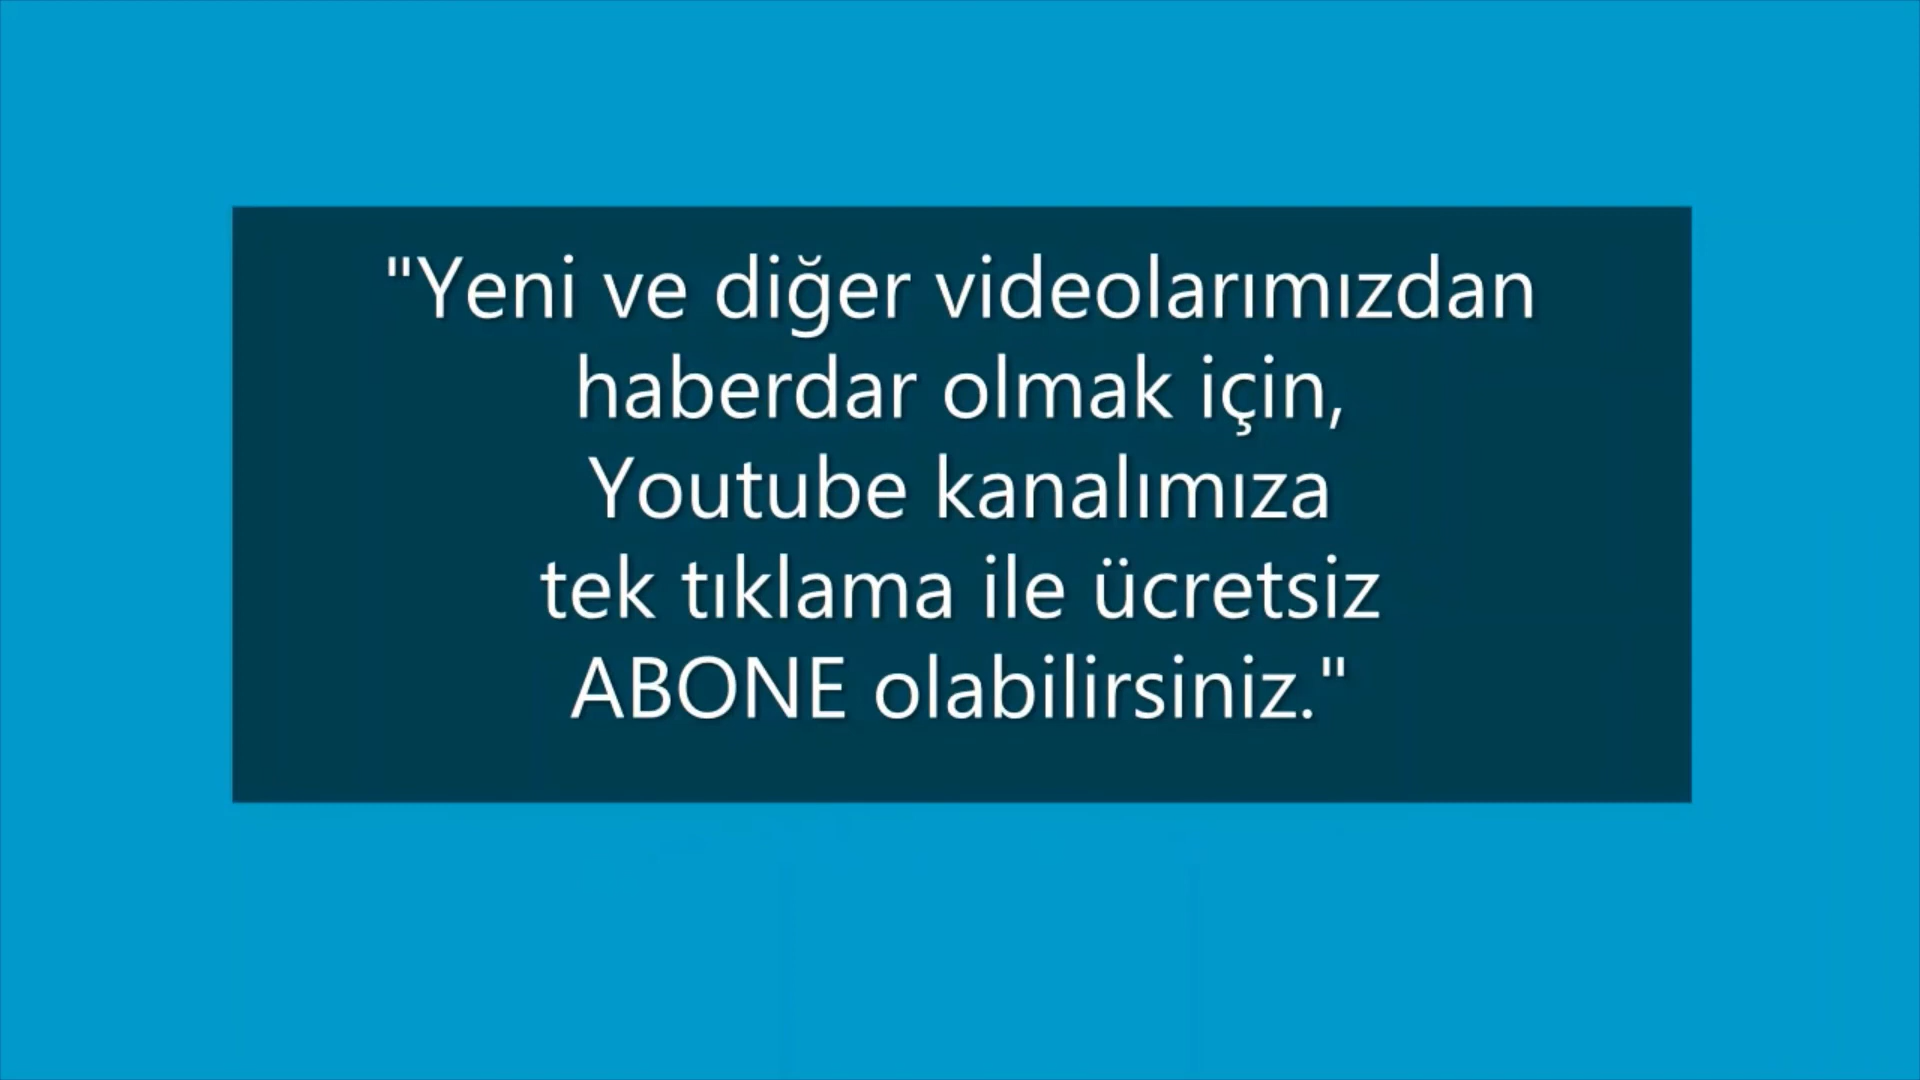 "Yeni ve diğer videolarımızdan
haberdar olmak için,
Youtube kanalımıza
tek tıklama ile ücretsiz
ABONE olabilirsiniz."